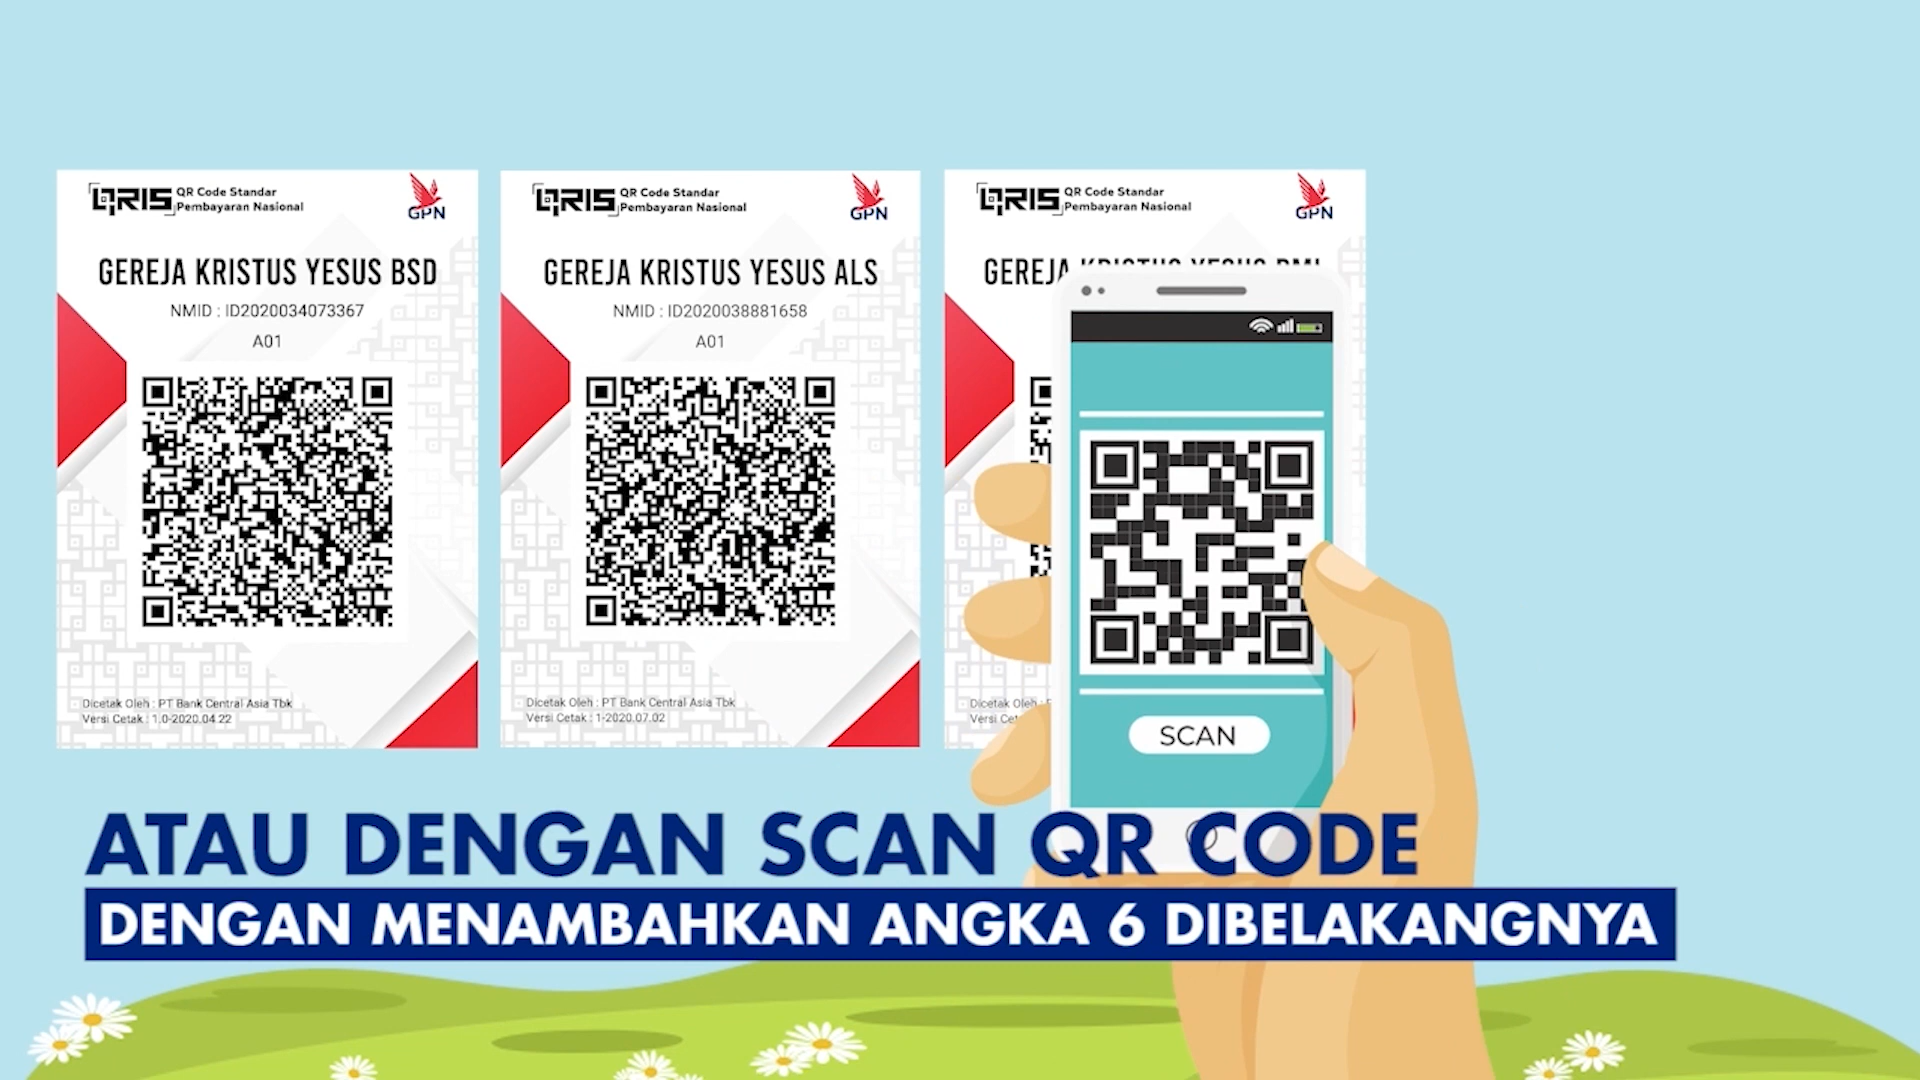 QRIS QR Code Standar
Pembayaran Nasional
GPN
GEREJA KRISTUS YESUS BSD
NMID : ID2020034073367
A01
Dicetak Oleh : PT Bank Central Asia Tbk
Versi Cetak : 1.0-2020.04.22
QRIS QR Code Standar
Pembayaran Nasional
GPN
GEREJA KRISTUS YESUS ALS
NMID : ID2020038881658
A01
Dicetak Oleh : PT Bank Central Asia Tbk
Versi Cetak : 1-2020.07.02
QRIS QR Code Standar
Pembayaran Nasional
GPN
GEREJA KRISTUS YESUS
Dicetak Oleh :
Versi
SCAN
ATAU DENGAN SCAN QR CODE
DENGAN MENAMBAHKAN ANGKA 6 DIBELAKANGNYA